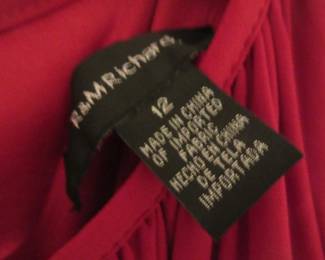 R&M Richards
12
MADE IN CHINA
OF IMPORTED
FABRIC
HECHO EN CHINA
DE TELA
IMPORTADA